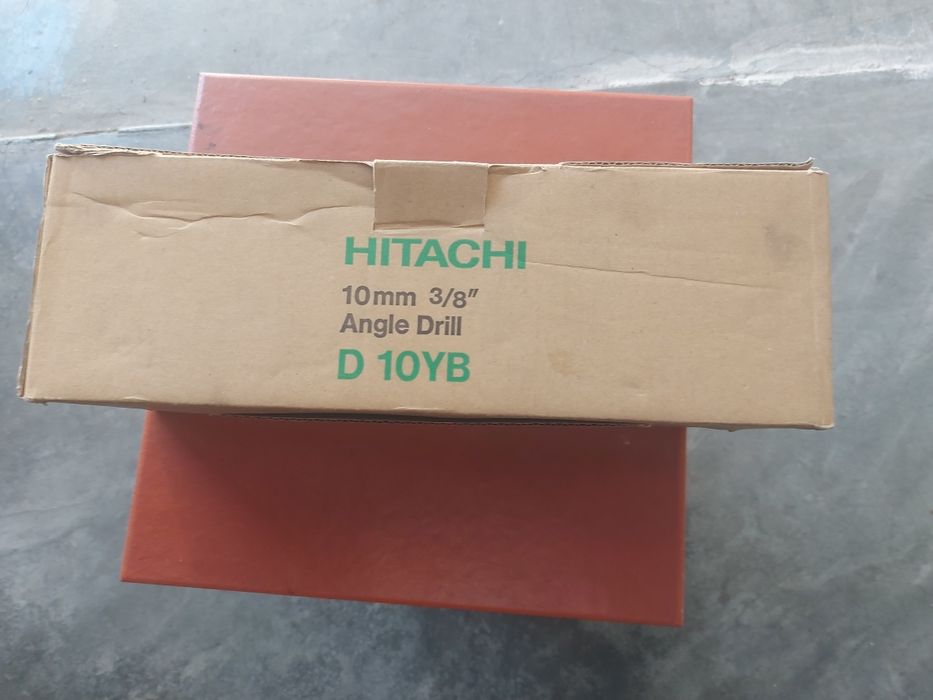 HITACHI
10mm 3/8"
Angle Drill
D 10YB